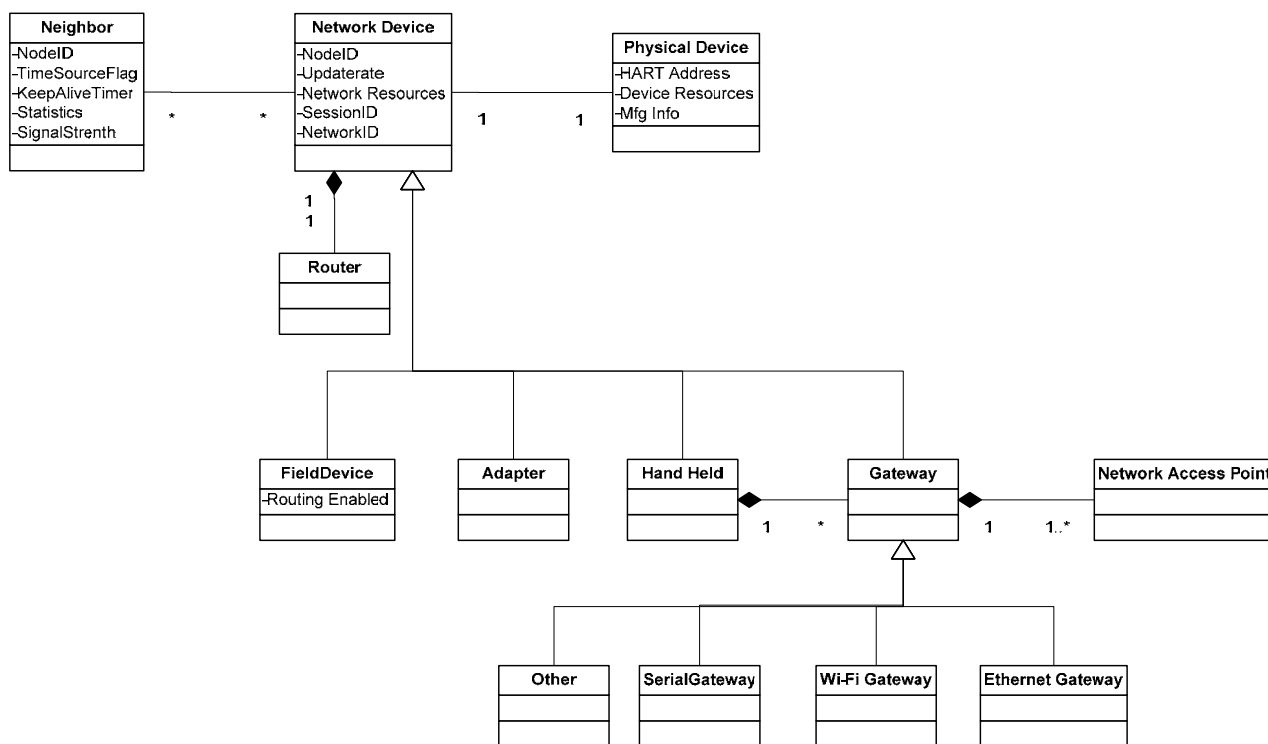 Neighbor
-NodeID
-TimeSourceFlag
-KeepAliveTimer
-Statistics
-SignalStrenth
* *
Network Device
-NodeID
-Updaterate
-Network Resources
-SessionID
-NetworkID
1 1
Physical Device
-HART Address
-Device Resources
-Mfg Info
1
1
Router
FieldDevice
-Routing Enabled
Adapter
Hand Held
1 *
Gateway
1 1..*
Network Access Point
Other
SerialGateway
Wi-Fi Gateway
Ethernet Gateway